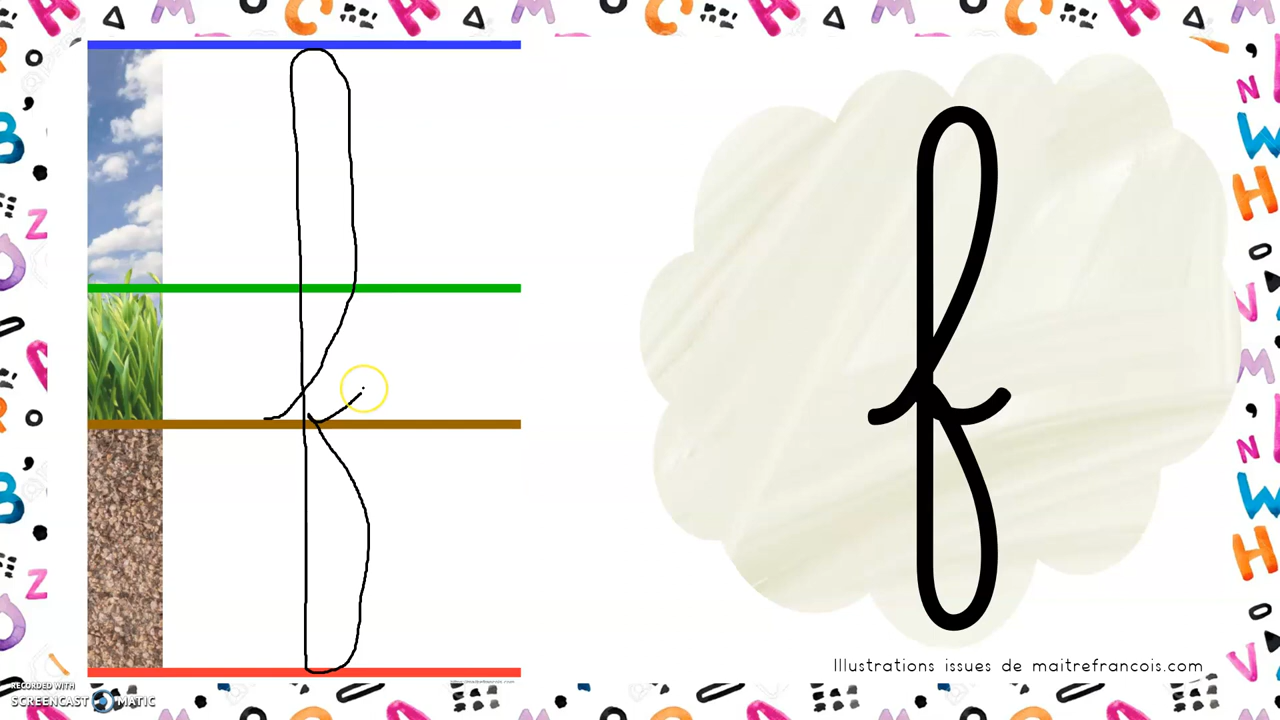 f
f
Illustrations issues de maitrefrancois.com
RECORDED WITH
SCREENCAST MATIC